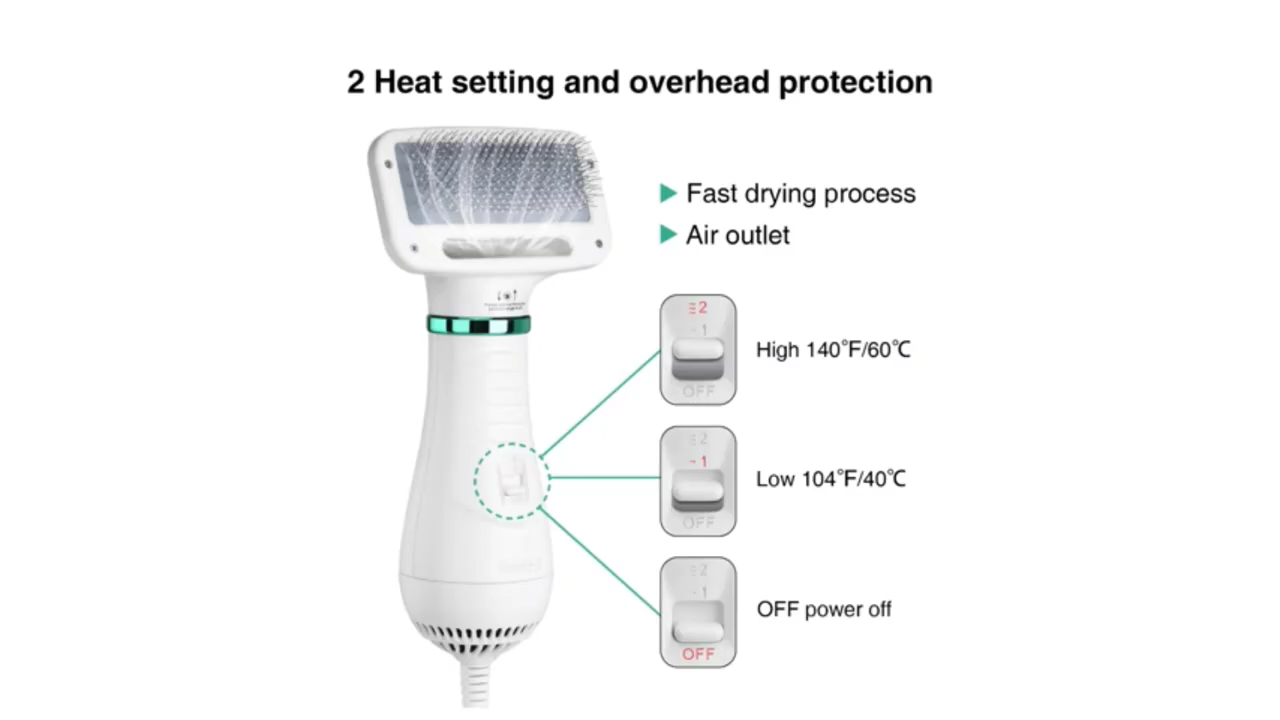 2 Heat setting and overhead protection
▶ Fast drying process
▶ Air outlet
2
1
OFF
High 140°F/60℃
2
1
OFF
Low 104°F/40℃
2
1
OFF
OFF power off